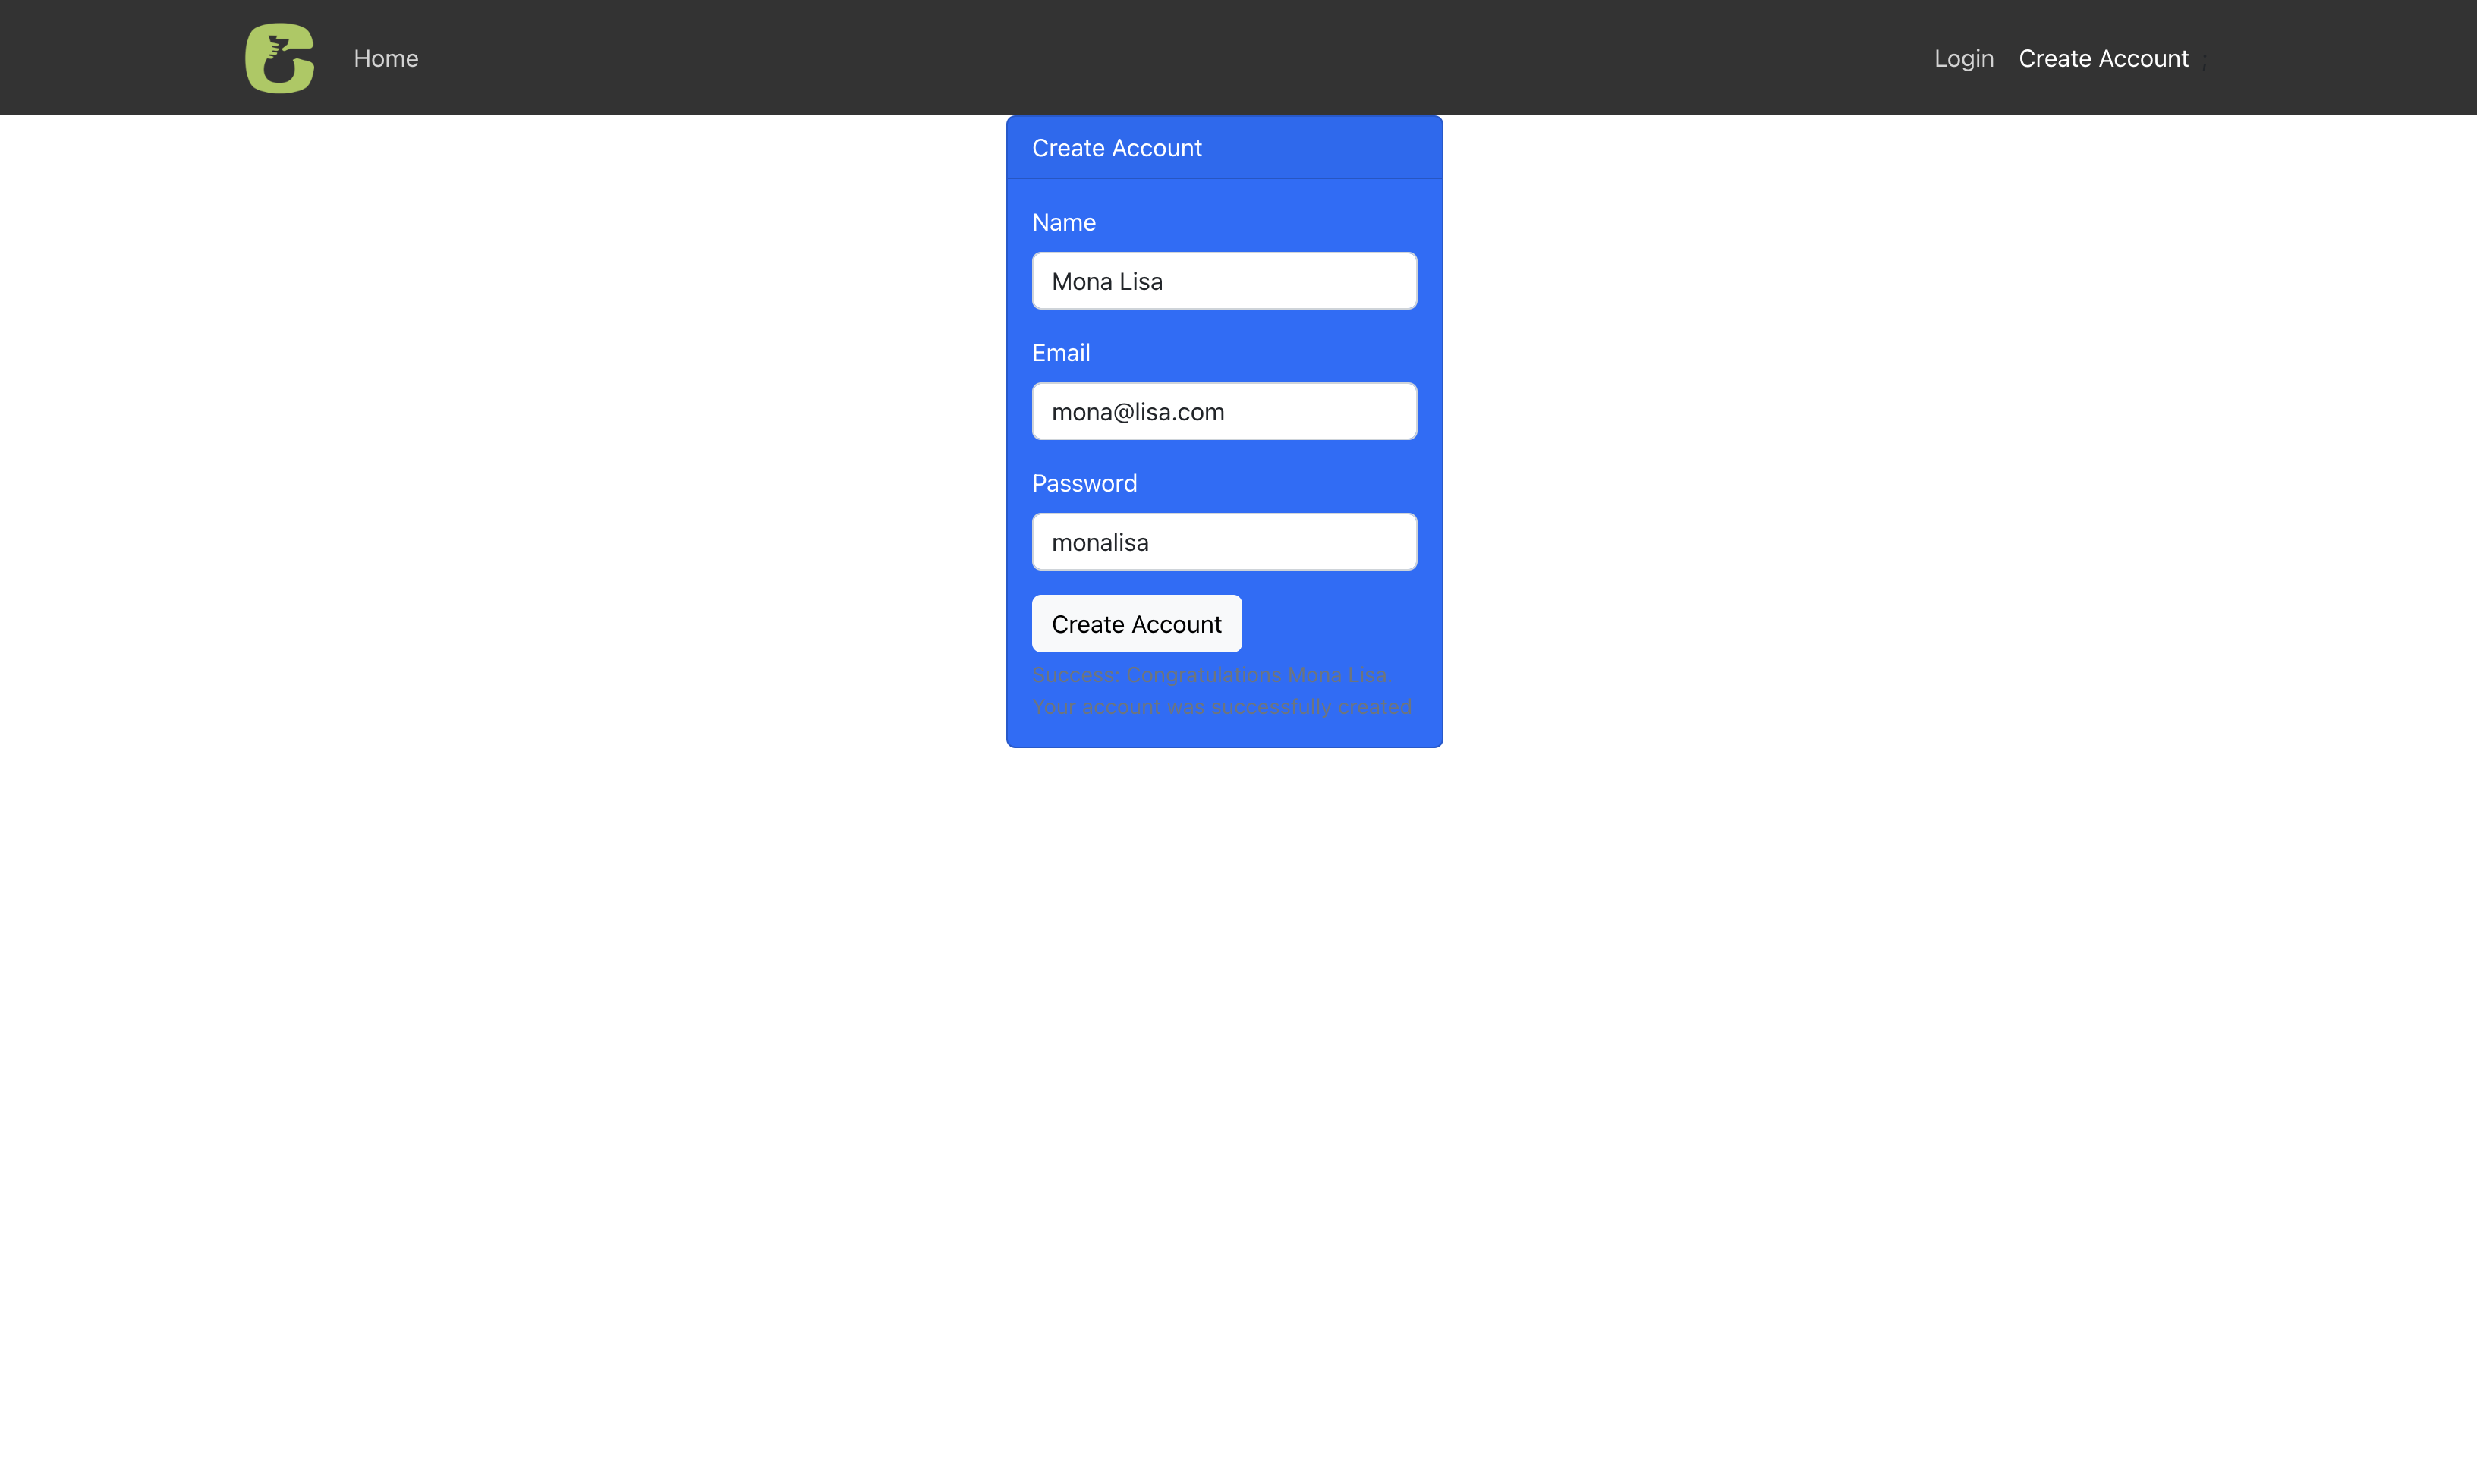 Home
Login
Create Account
;
Create Account
Name
Mona Lisa
Email
mona@lisa.com
Password
monalisa
Create Account
Success: Congratulations Mona Lisa.
Your account was successfully created